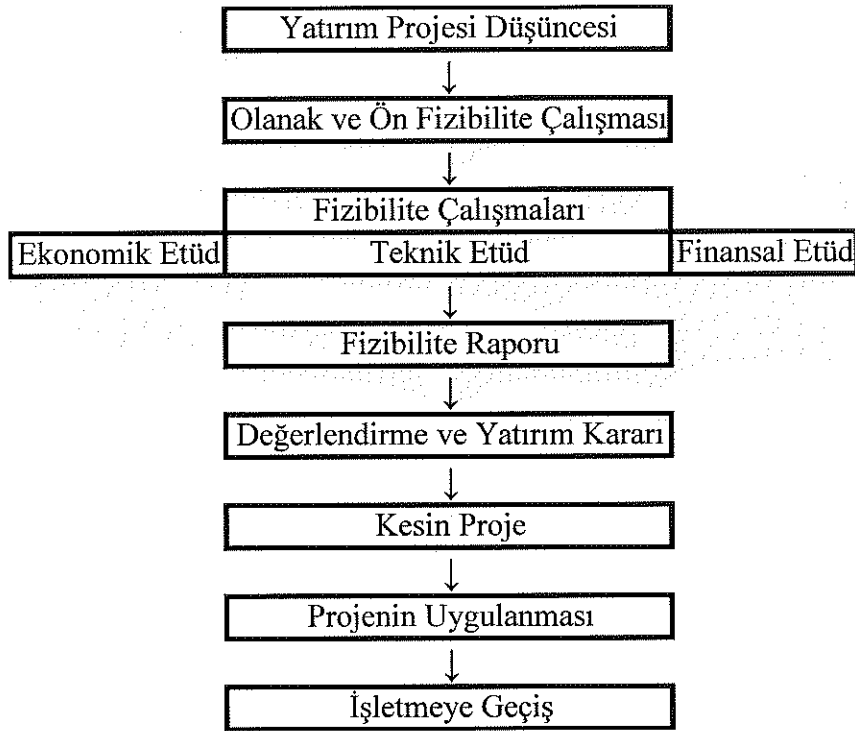 Yatırım Projesi Düşüncesi
↓
Olanak ve Ön Fizibilite Çalışması
↓
Fizibilite Çalışmaları
Ekonomik Etüd Teknik Etüd Finansal Etüd
↓
Fizibilite Raporu
↓
Değerlendirme ve Yatırım Kararı
↓
Kesin Proje
↓
Projenin Uygulanması
↓
İşletmeye Geçiş